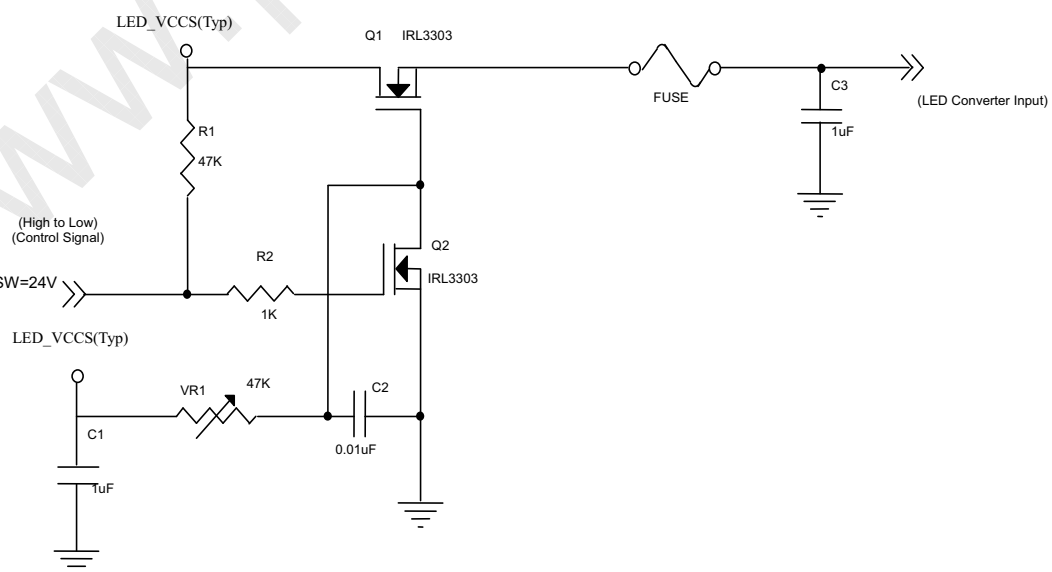 LED_VCCS(Typ)
Q1 IRL3303
FUSE
C3
1uF
(LED Converter Input)
R1
47K
(High to Low)
(Control Signal)
SW=24V
R2
1K
Q2
IRL3303
LED_VCCS(Typ)
VR1
47K
C2
0.01uF
C1
1uF